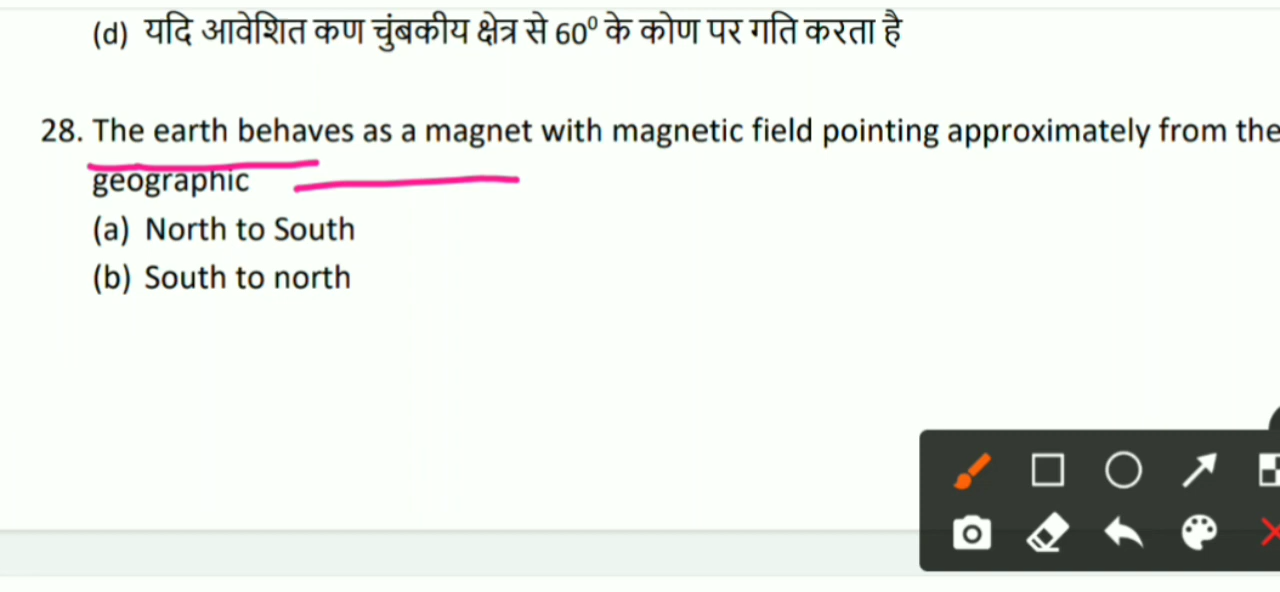 (d) यदि आवेशित कण चुंबकीय क्षेत्र से 60⁰ के कोण पर गति करता है
28. The earth behaves as a magnet with magnetic field pointing approximately from the
geographic
(a) North to South
(b) South to north